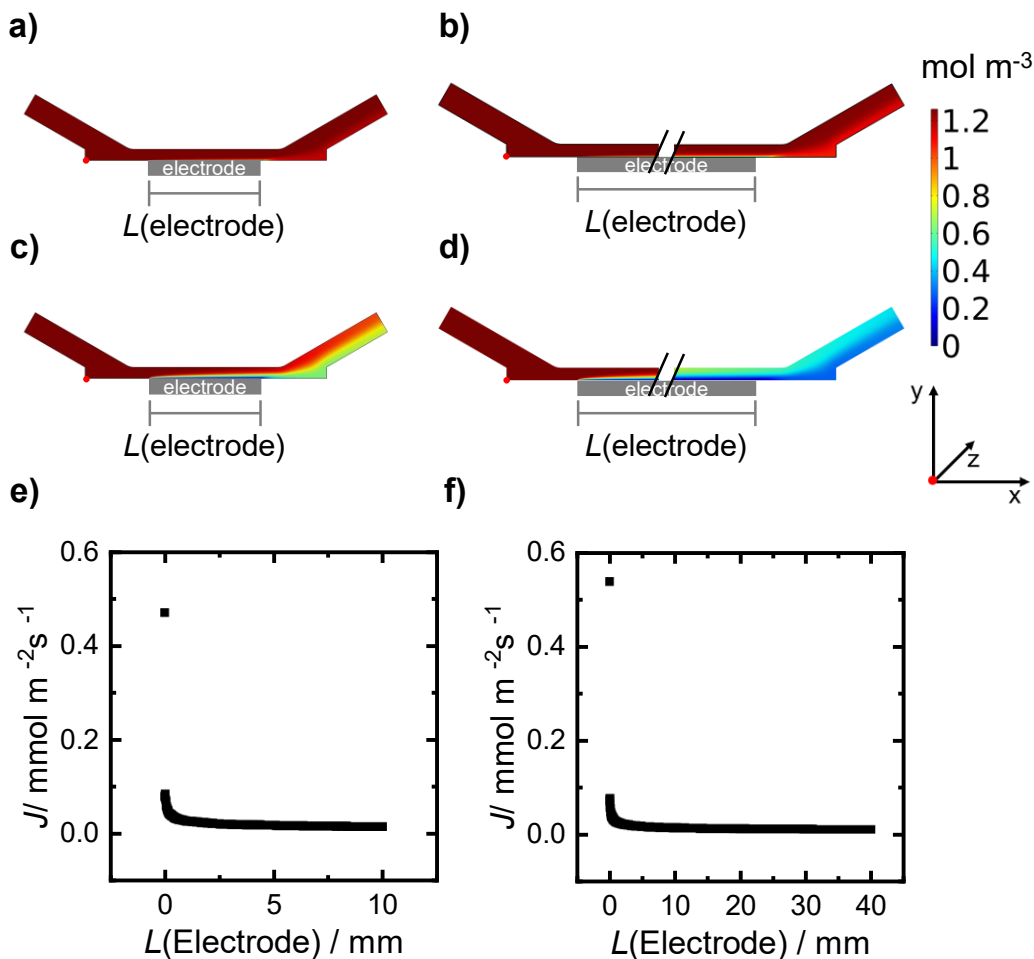 a)
b)
mol m-3
electrode
electrode
L(electrode)
L(electrode)
1.2
1
0.8
0.6
0.4
0.2
0
c)
d)
electrode
electrode
L(electrode)
L(electrode)
y
z
x
e)
f)
J/ mmol m-2s-1
0.6
0.4
0.2
0.0
0
5
10
L(Electrode) / mm
J/ mmol m-2s-1
0.6
0.4
0.2
0.0
0
10
20
30
40
L(Electrode) / mm